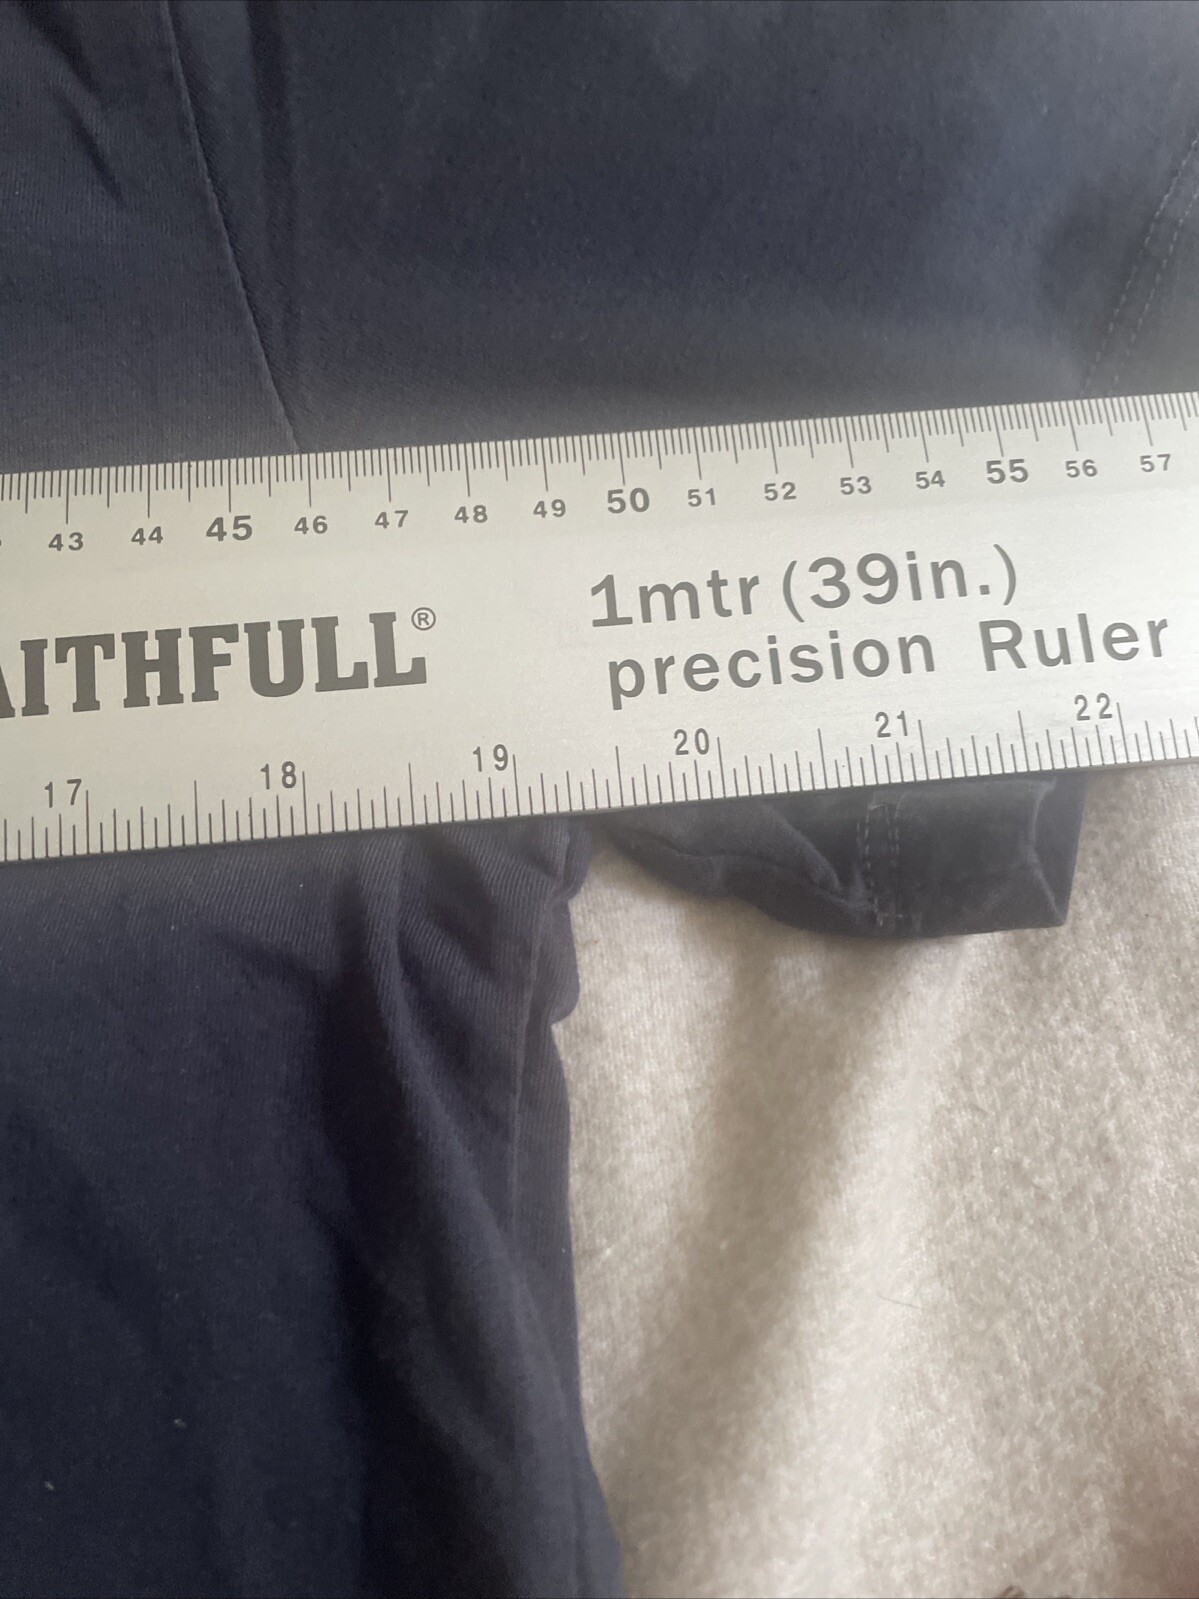 43 44 45 46 47 48 49 50 51 52 53 54 55 56 57
AITHFULL®
1mtr (39in.)
precision Ruler
17 18 19 20 21 22